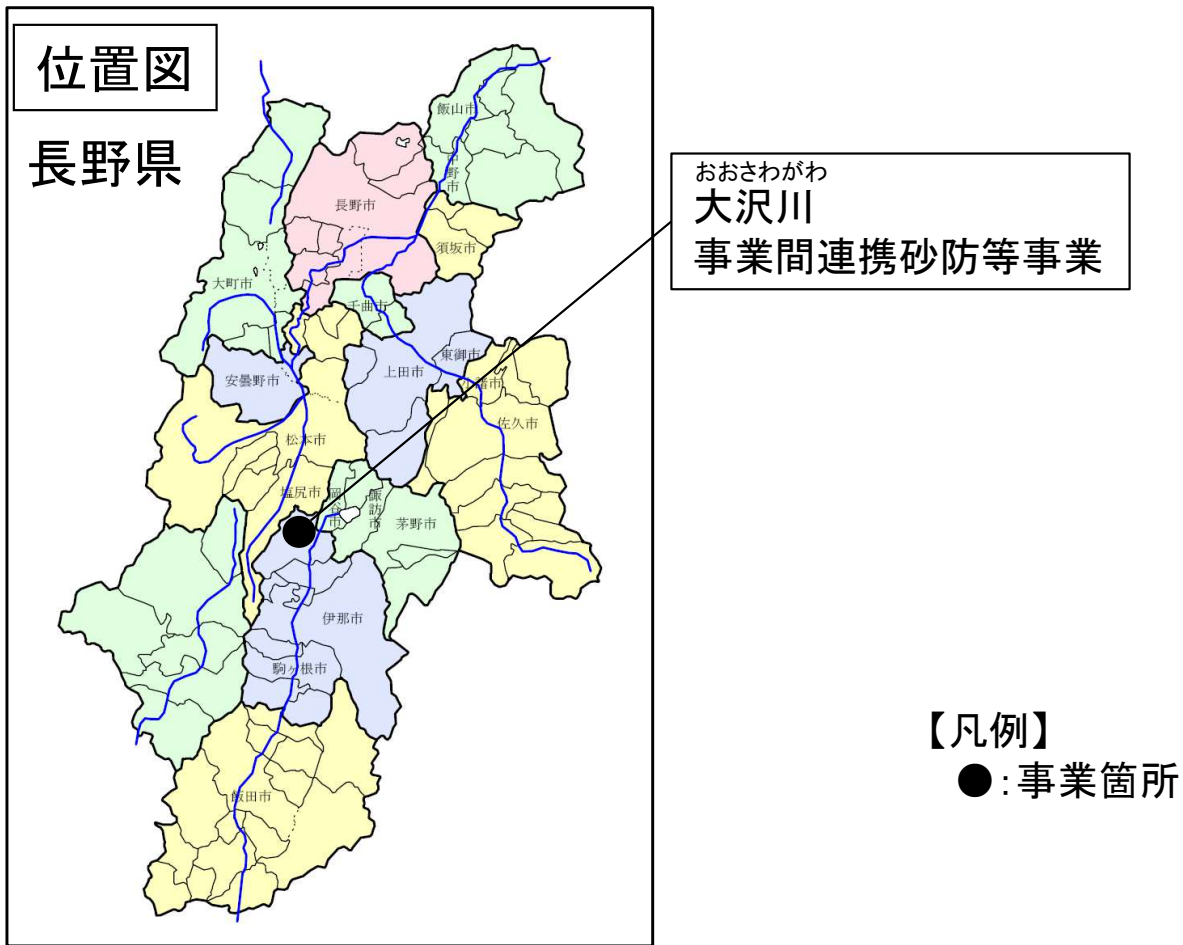 位置図
長野県
飯山市
中野市
長野市
須坂市
大町市
千曲市
東御市
上田市
小諸市
安曇野市
佐久市
松本市
塩尻市
岡谷市
諏訪市
茅野市
伊那市
駒ヶ根市
飯田市
おおさわがわ
大沢川
事業間連携砂防等事業
【凡例】
●:事業箇所